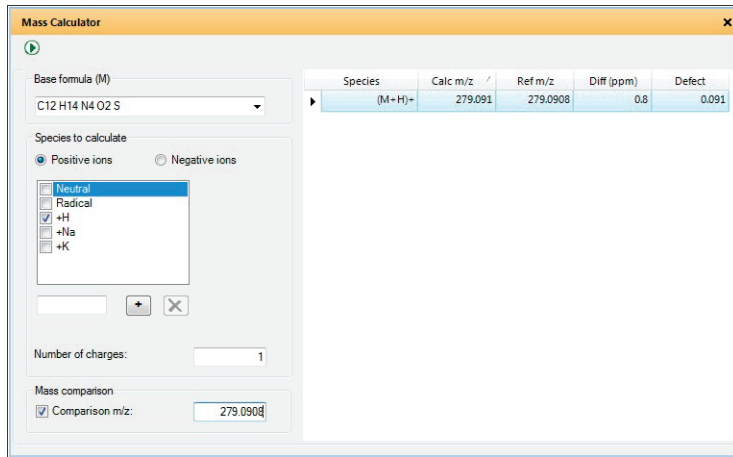 Mass Calculator
Base formula (M)
C12 H14 N4 O2 S
Species to calculate
Positive ions Negative ions
Neutral
Radical
+H
+Na
+K
+
Number of charges: 1
Mass comparison
Comparison m/z: 279.0908
Species Calc m/z Ref m/z Diff (ppm) Defect
(M+H)+ 279.091 279.0908 0.8 0.091